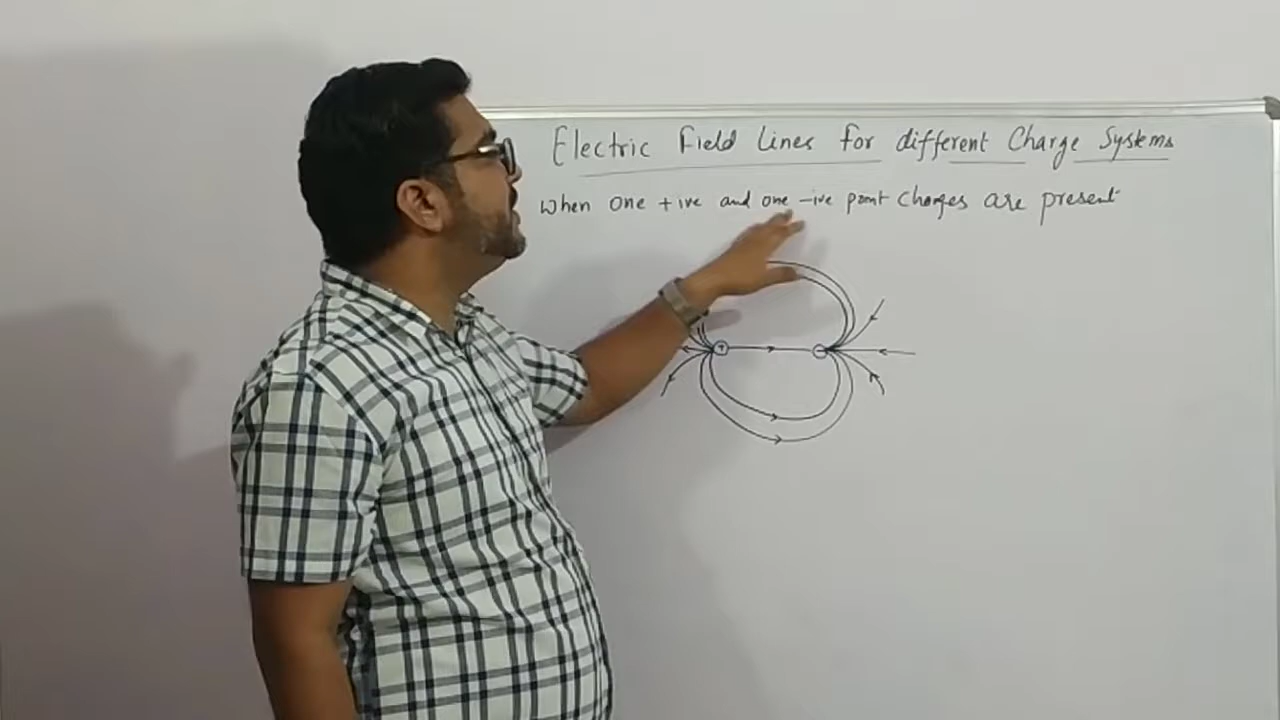 Electric Field Lines for different Charge Systems
When one +ive and one -ive point charges are present
+ -